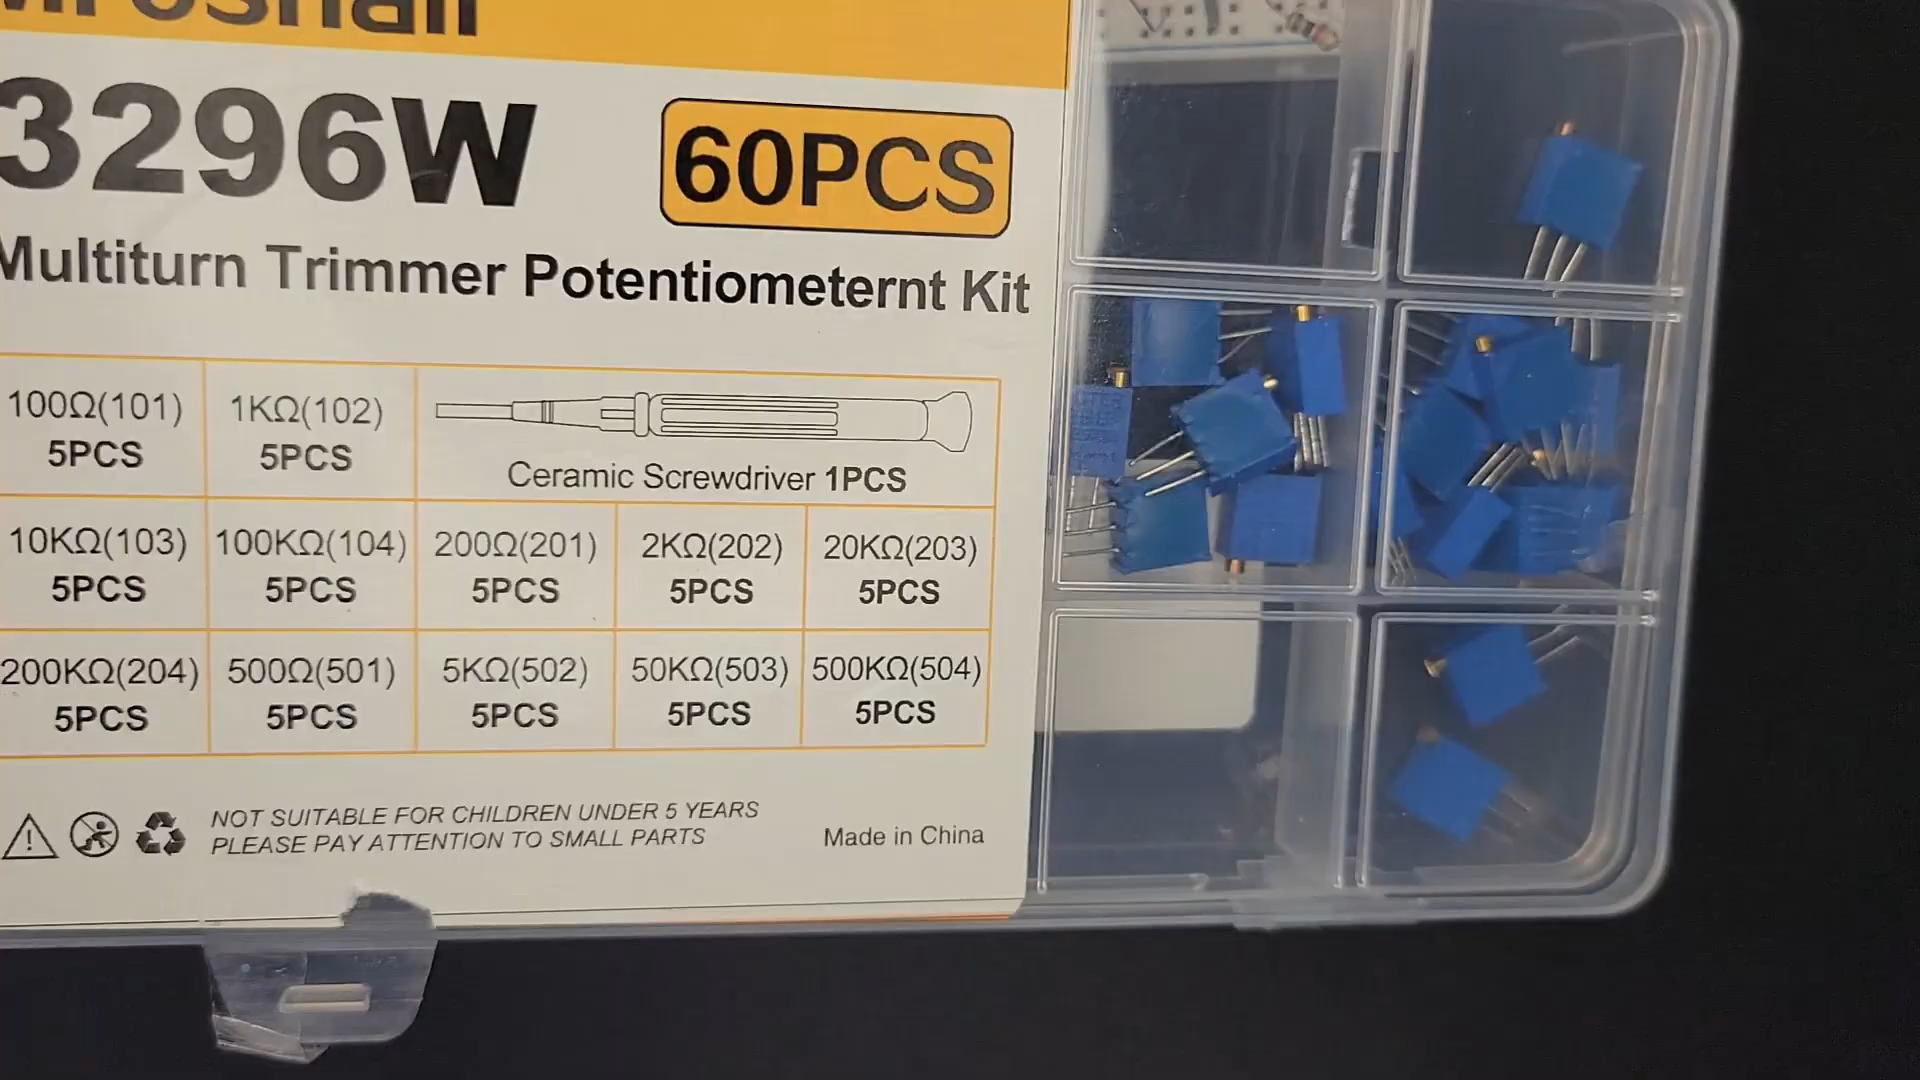 3296W
60PCS
Multiturn Trimmer Potentiometernt Kit
100Ω(101)
5PCS
1KΩ(102)
5PCS
Ceramic Screwdriver 1PCS
10KΩ(103)
5PCS
100KΩ(104)
5PCS
200Ω(201)
5PCS
2KΩ(202)
5PCS
20KΩ(203)
5PCS
200KΩ(204)
5PCS
500Ω(501)
5PCS
5KΩ(502)
5PCS
50KΩ(503)
5PCS
500KΩ(504)
5PCS
NOT SUITABLE FOR CHILDREN UNDER 5 YEARS
PLEASE PAY ATTENTION TO SMALL PARTS
Made in China